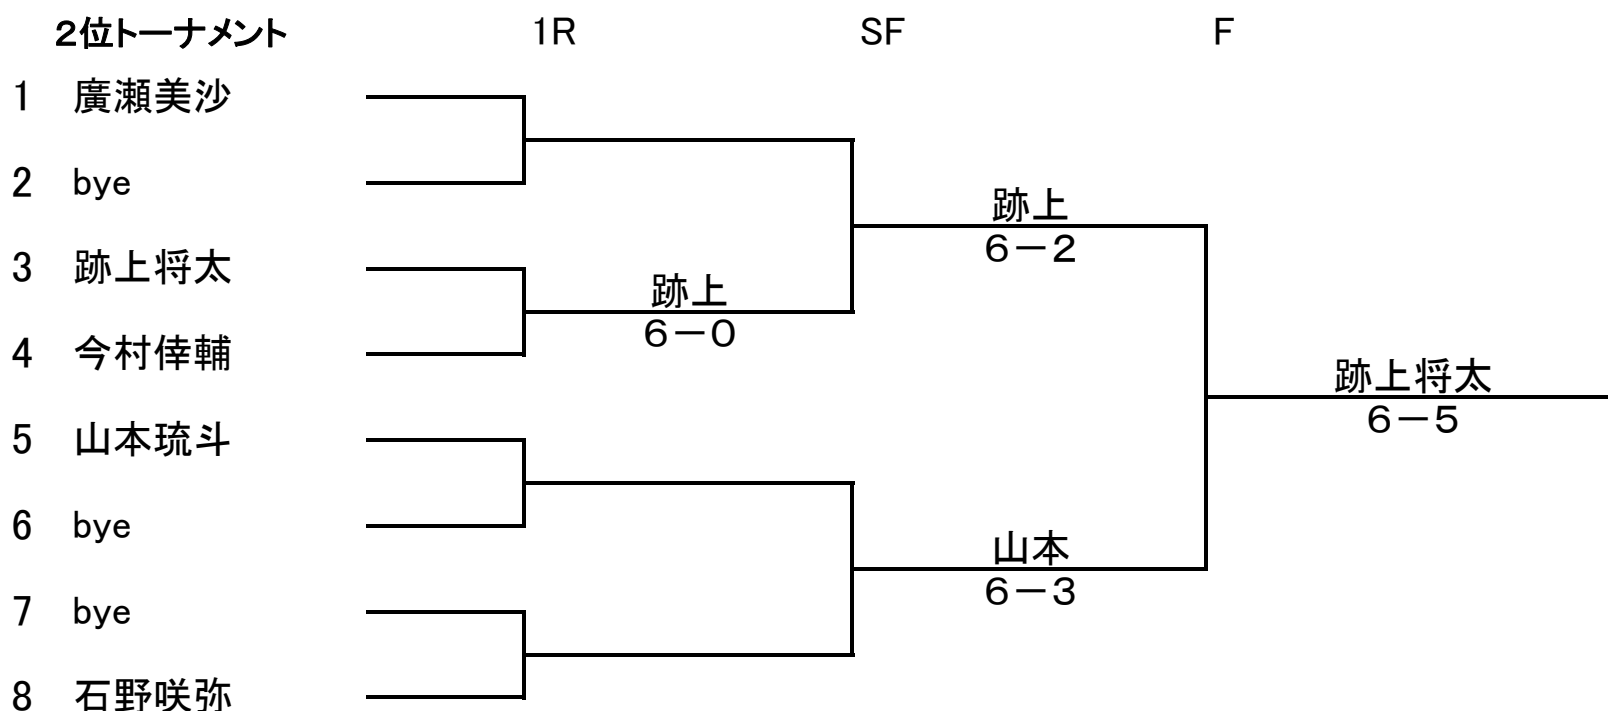 ２位トーナメント 1R SF F
1 廣瀬美沙
2 bye
跡上
6－2
3 跡上将太
跡上
6－0
4 今村倖輔
跡上将太
6－5
5 山本琉斗
6 bye
山本
6－3
7 bye
8 石野咲弥